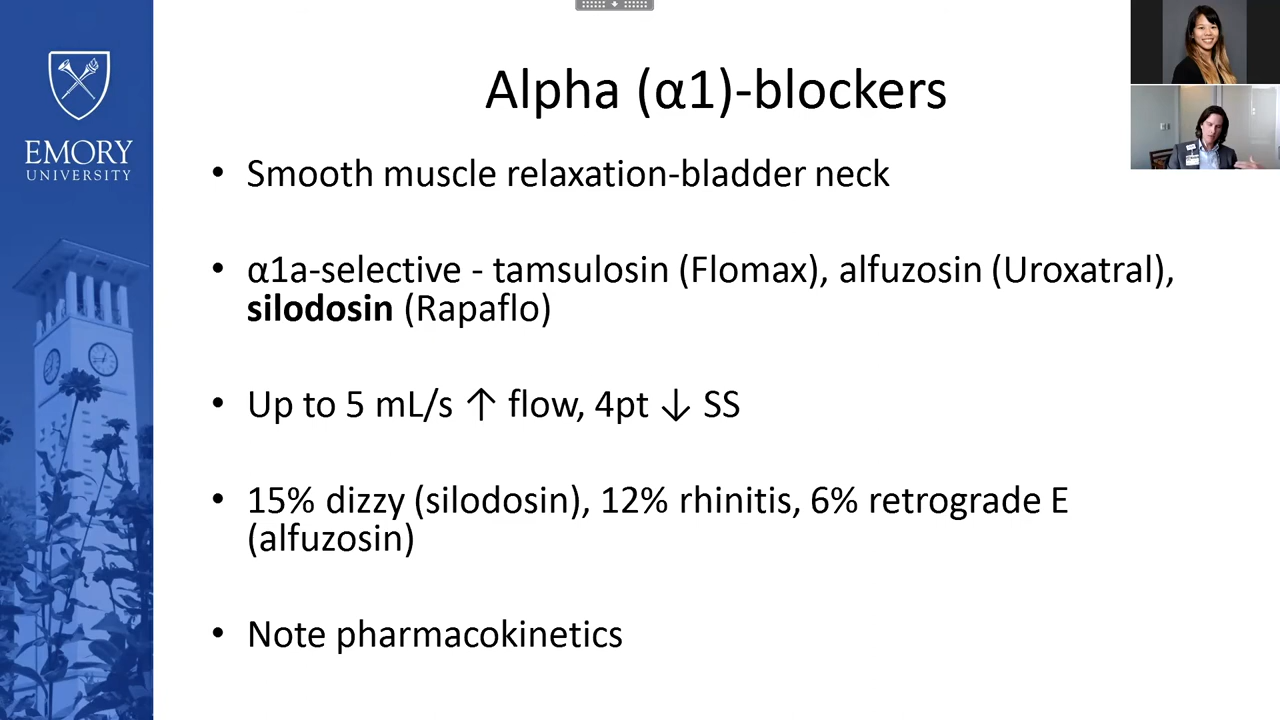 EMORY
UNIVERSITY
Alpha (α1)-blockers
• Smooth muscle relaxation-bladder neck
• α1a-selective - tamsulosin (Flomax), alfuzosin (Uroxatral),
silodosin (Rapaflo)
• Up to 5 mL/s ↑ flow, 4pt ↓ SS
• 15% dizzy (silodosin), 12% rhinitis, 6% retrograde E
(alfuzosin)
• Note pharmacokinetics